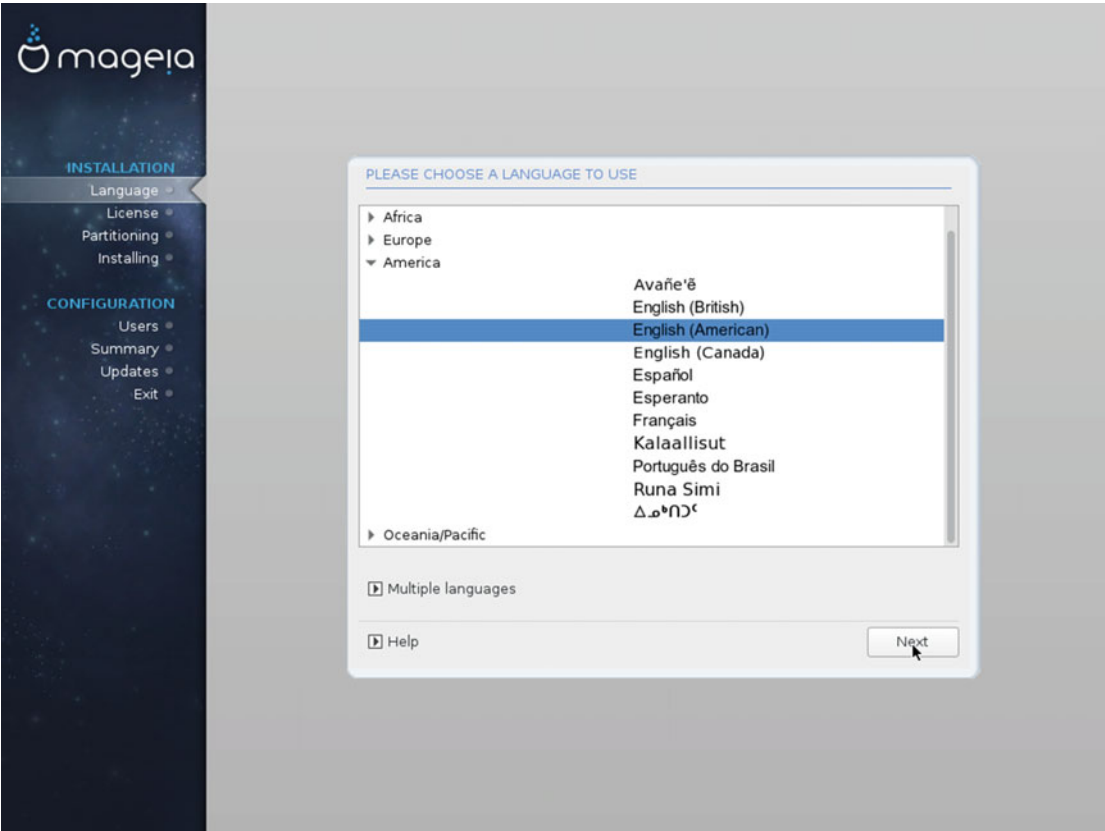 mageia
INSTALLATION
Language
License
Partitioning
Installing
CONFIGURATION
Users
Summary
Updates
Exit
PLEASE CHOOSE A LANGUAGE TO USE
Africa
Europe
America
Avañe'ẽ
English (British)
English (American)
English (Canada)
Español
Esperanto
Français
Kalaallisut
Português do Brasil
Runa Simi
ᐃᓄᒃᑎᑐᑦ
Oceania/Pacific
Multiple languages
Help
Next